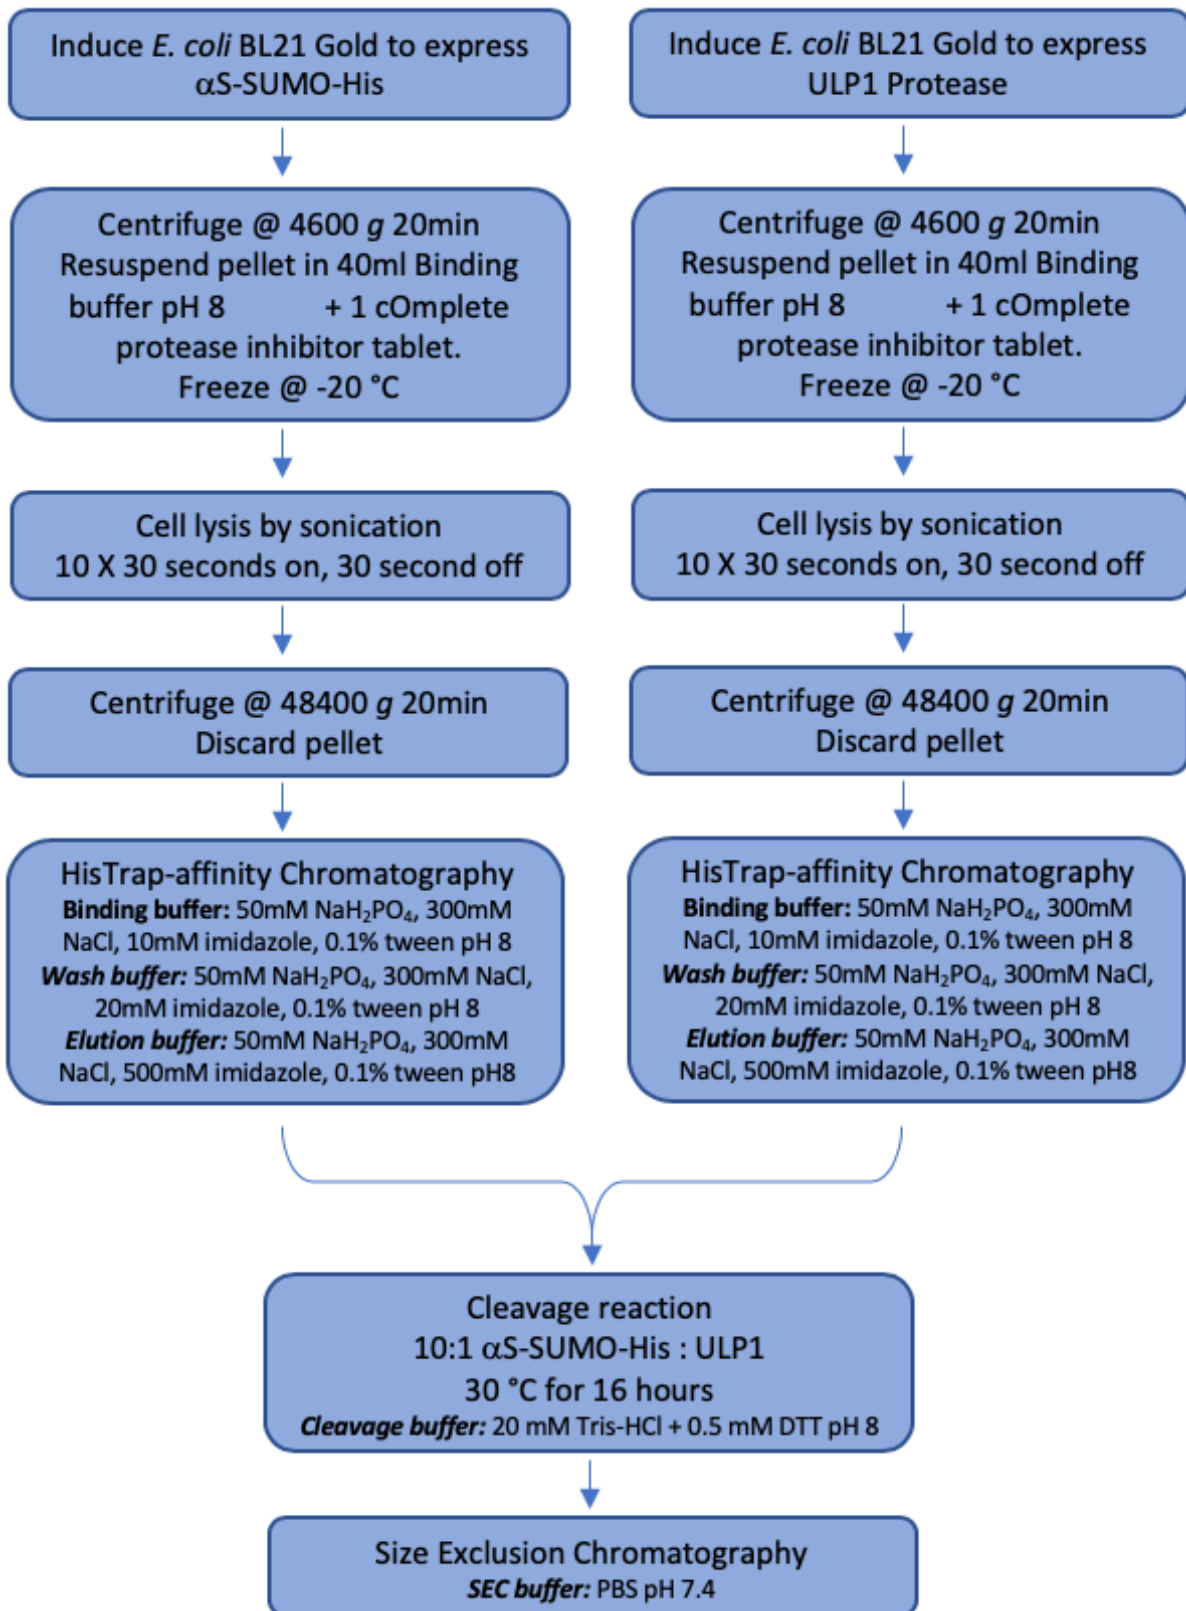 Induce E. coli BL21 Gold to express
αS-SUMO-His
Centrifuge @ 4600 g 20min
Resuspend pellet in 40ml Binding
buffer pH 8 + 1 cOmplete
protease inhibitor tablet.
Freeze @ -20 °C
Cell lysis by sonication
10 X 30 seconds on, 30 second off
Centrifuge @ 48400 g 20min
Discard pellet
HisTrap-affinity Chromatography
Binding buffer: 50mM NaH₂PO₄, 300mM
NaCl, 10mM imidazole, 0.1% tween pH 8
Wash buffer: 50mM NaH₂PO₄, 300mM NaCl,
20mM imidazole, 0.1% tween pH 8
Elution buffer: 50mM NaH₂PO₄, 300mM
NaCl, 500mM imidazole, 0.1% tween pH8
Induce E. coli BL21 Gold to express
ULP1 Protease
Centrifuge @ 4600 g 20min
Resuspend pellet in 40ml Binding
buffer pH 8 + 1 cOmplete
protease inhibitor tablet.
Freeze @ -20 °C
Cell lysis by sonication
10 X 30 seconds on, 30 second off
Centrifuge @ 48400 g 20min
Discard pellet
HisTrap-affinity Chromatography
Binding buffer: 50mM NaH₂PO₄, 300mM
NaCl, 10mM imidazole, 0.1% tween pH 8
Wash buffer: 50mM NaH₂PO₄, 300mM NaCl,
20mM imidazole, 0.1% tween pH 8
Elution buffer: 50mM NaH₂PO₄, 300mM
NaCl, 500mM imidazole, 0.1% tween pH8
Cleavage reaction
10:1 αS-SUMO-His : ULP1
30 °C for 16 hours
Cleavage buffer: 20 mM Tris-HCl + 0.5 mM DTT pH 8
Size Exclusion Chromatography
SEC buffer: PBS pH 7.4